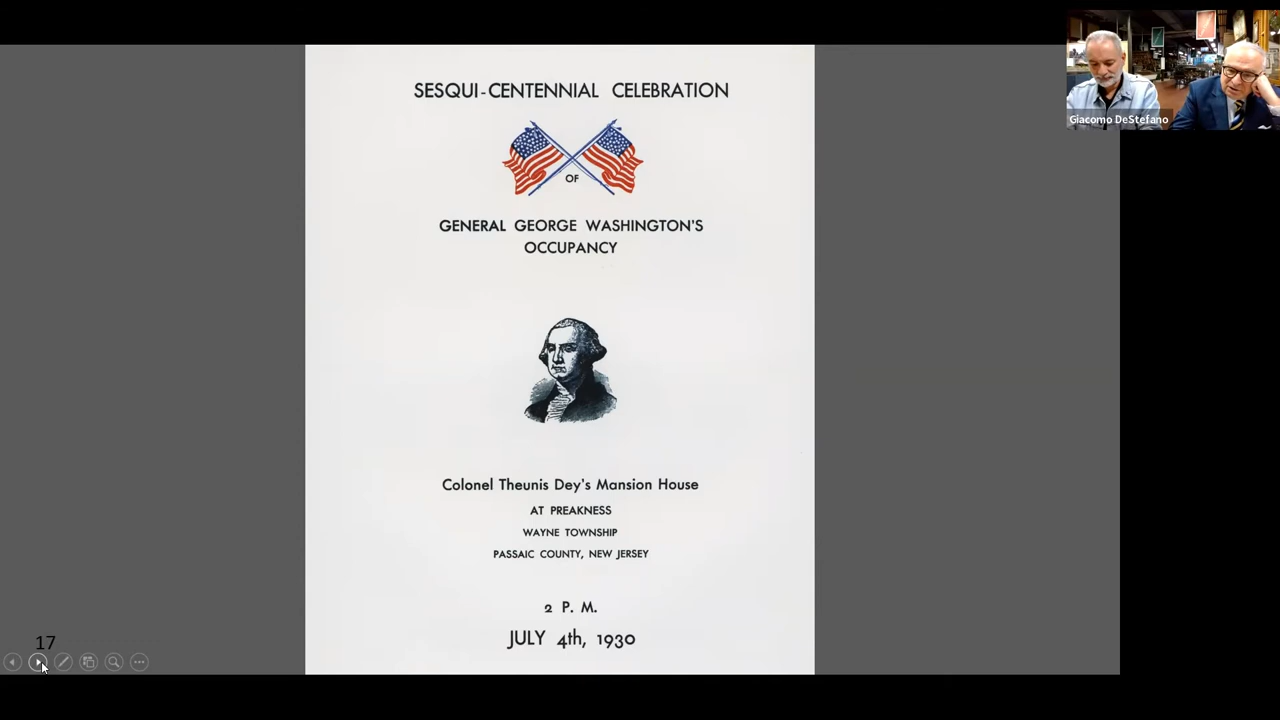 SESQUI-CENTENNIAL CELEBRATION
OF
GENERAL GEORGE WASHINGTON'S
OCCUPANCY
Colonel Theunis Dey's Mansion House
AT PREAKNESS
WAYNE TOWNSHIP
PASSAIC COUNTY, NEW JERSEY
2 P. M.
JULY 4th, 1930
Giacomo DeStefano
17